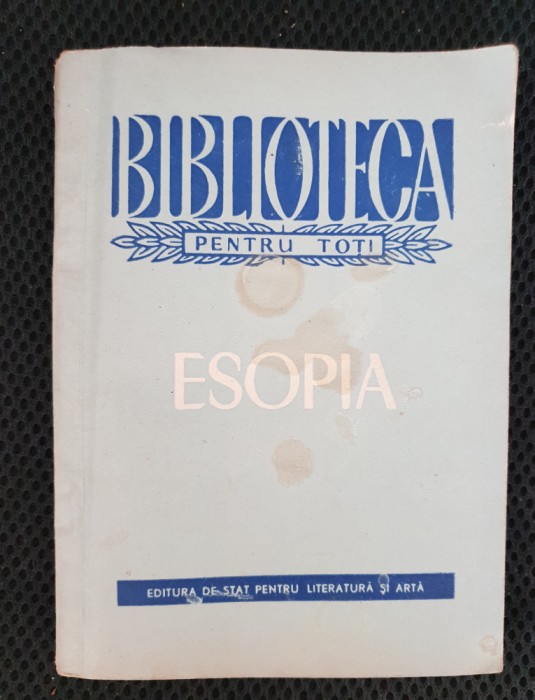 BIBLIOTECA
PENTRU TOȚI
ESOPIA
EDITURA DE STAT PENTRU LITERATURĂ ȘI ARTĂ